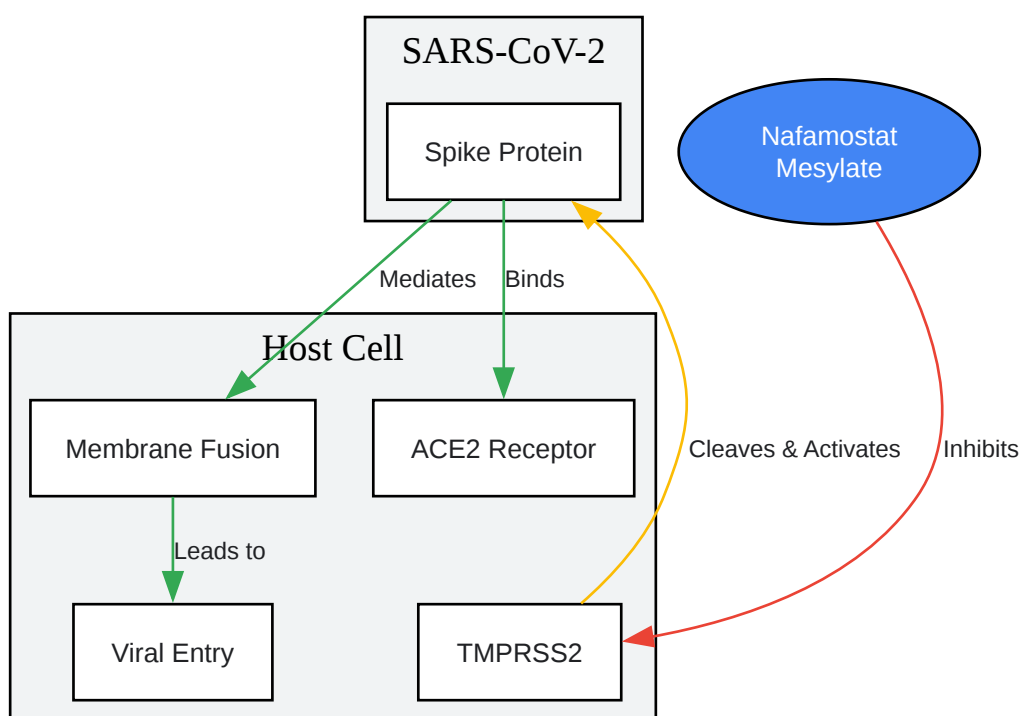 SARS-CoV-2
Spike Protein
Nafamostat
Mesylate
Mediates
Binds
Host Cell
Membrane Fusion
ACE2 Receptor
Cleaves & Activates
Inhibits
Leads to
Viral Entry
TMPRSS2